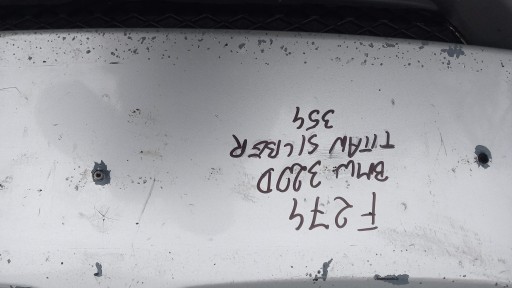 F274
BMW 320D
TITAN SILBER
354